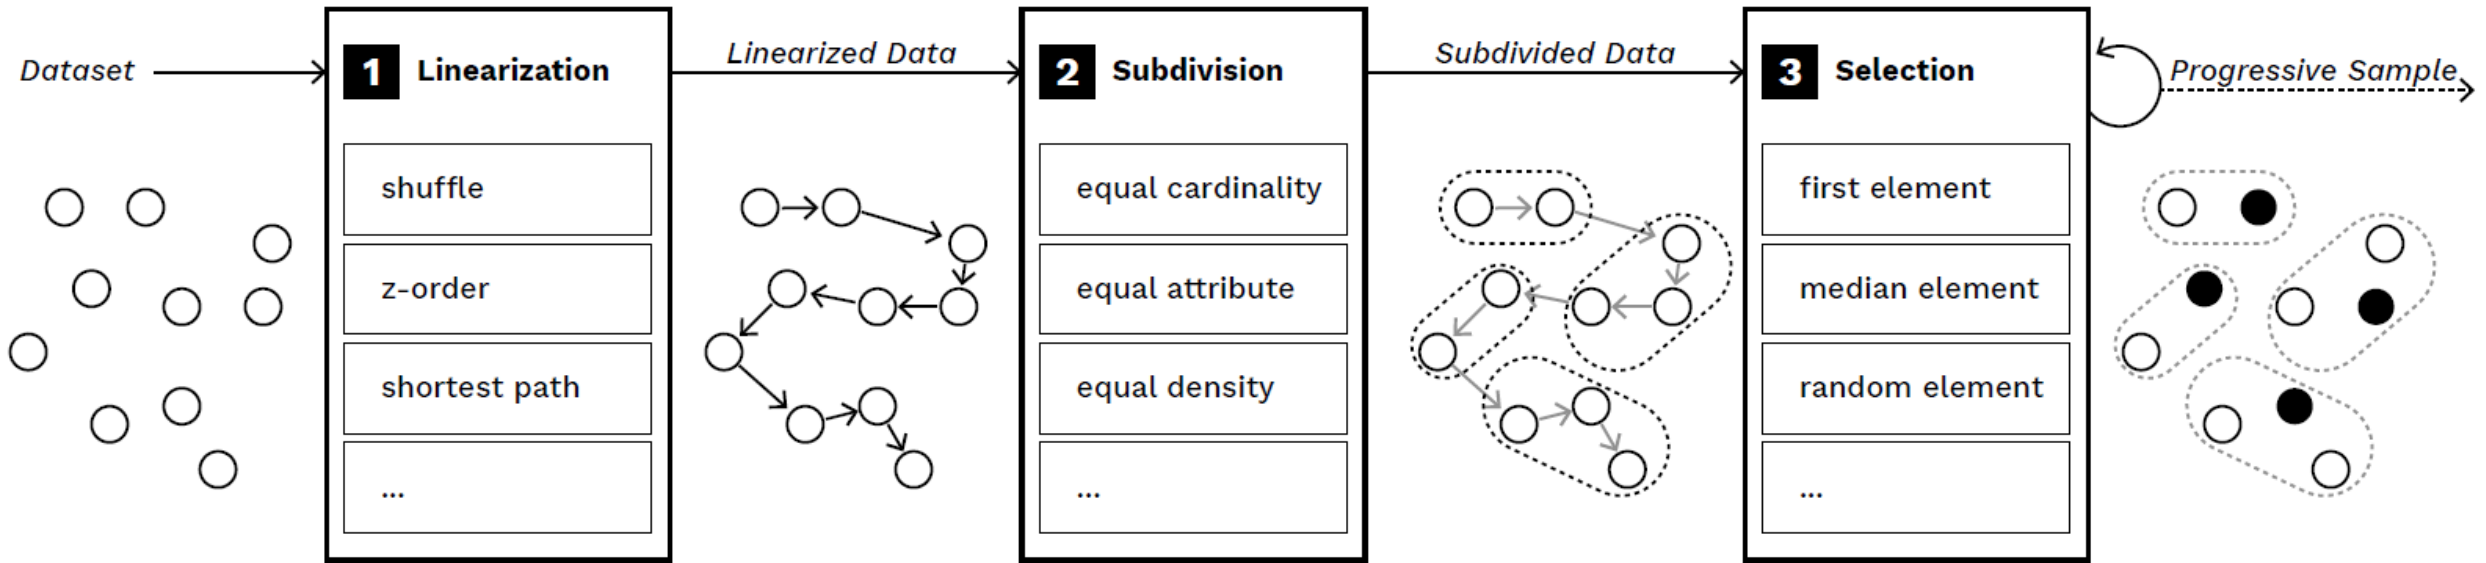 Dataset
1 Linearization
shuffle
z-order
shortest path
...
Linearized Data
2 Subdivision
equal cardinality
equal attribute
equal density
...
Subdivided Data
3 Selection
first element
median element
random element
...
Progressive Sample